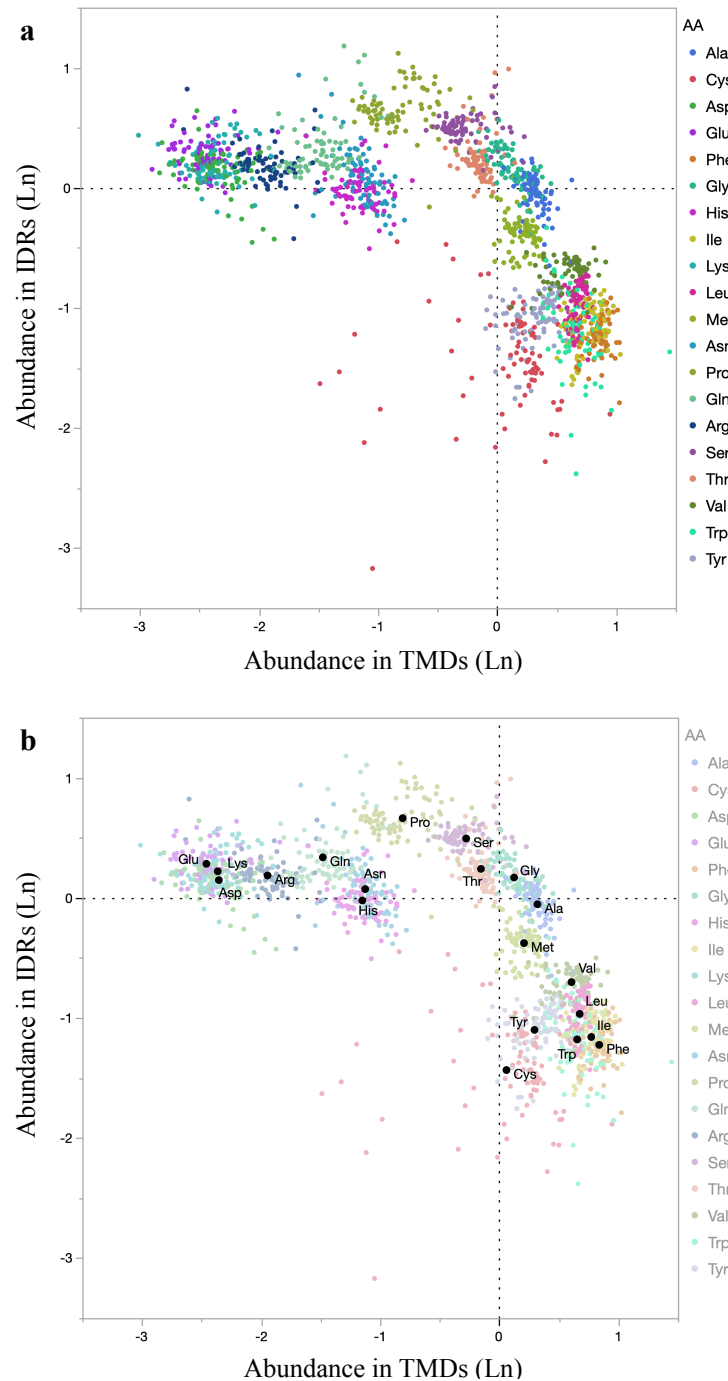 a
AA
Ala
Cys
Asp
Glu
Phe
Gly
His
Ile
Lys
Leu
Me
Asn
Pro
Gln
Arg
Ser
Thr
Val
Trp
Tyr
1
0
-1
-2
-3
Abundance in IDRs (Ln)
-3 -2 -1 0 1
Abundance in TMDs (Ln)
b
AA
Ala
Cys
Asp
Glu
Phe
Gly
His
Ile
Lys
Leu
Me
Asn
Pro
Gln
Arg
Ser
Thr
Val
Trp
Tyr
1
0
-1
-2
-3
Abundance in IDRs (Ln)
Pro
Ser
Glu Lys Gln Asn Thr Gly
Asp Arg His Ala
Met
Val
Leu
Tyr Ile
Trp Phe
Cys
-3 -2 -1 0 1
Abundance in TMDs (Ln)